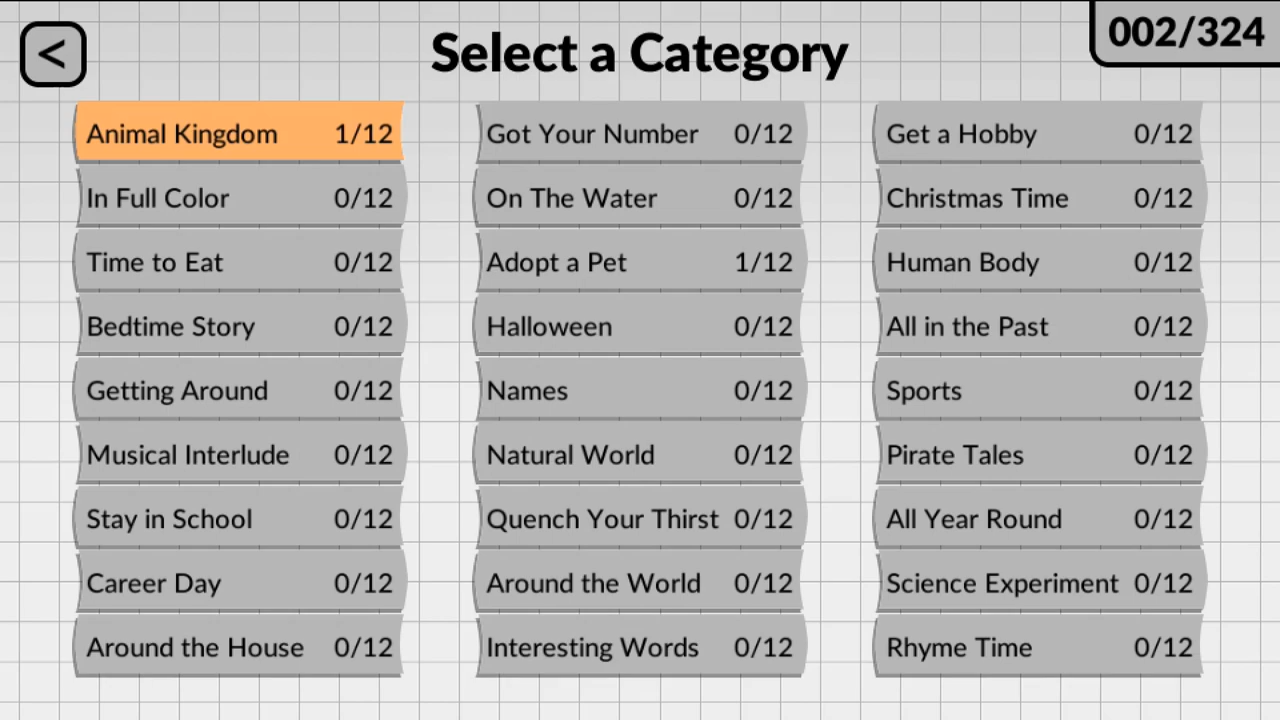 <
Select a Category
002/324
Animal Kingdom 1/12
In Full Color 0/12
Time to Eat 0/12
Bedtime Story 0/12
Getting Around 0/12
Musical Interlude 0/12
Stay in School 0/12
Career Day 0/12
Around the House 0/12
Got Your Number 0/12
On The Water 0/12
Adopt a Pet 1/12
Halloween 0/12
Names 0/12
Natural World 0/12
Quench Your Thirst 0/12
Around the World 0/12
Interesting Words 0/12
Get a Hobby 0/12
Christmas Time 0/12
Human Body 0/12
All in the Past 0/12
Sports 0/12
Pirate Tales 0/12
All Year Round 0/12
Science Experiment 0/12
Rhyme Time 0/12